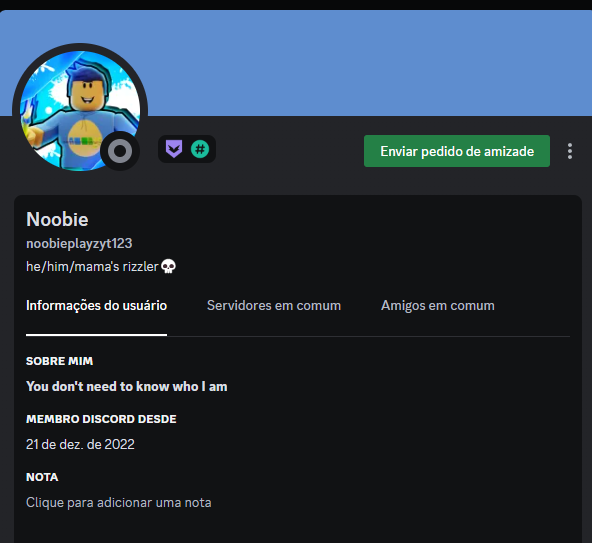 Enviar pedido de amizade
Noobie
noobieplayzyt123
he/him/mama's rizzler💀
Informações do usuário
Servidores em comum
Amigos em comum
SOBRE MIM
You don't need to know who I am
MEMBRO DISCORD DESDE
21 de dez. de 2022
NOTA
Clique para adicionar uma nota